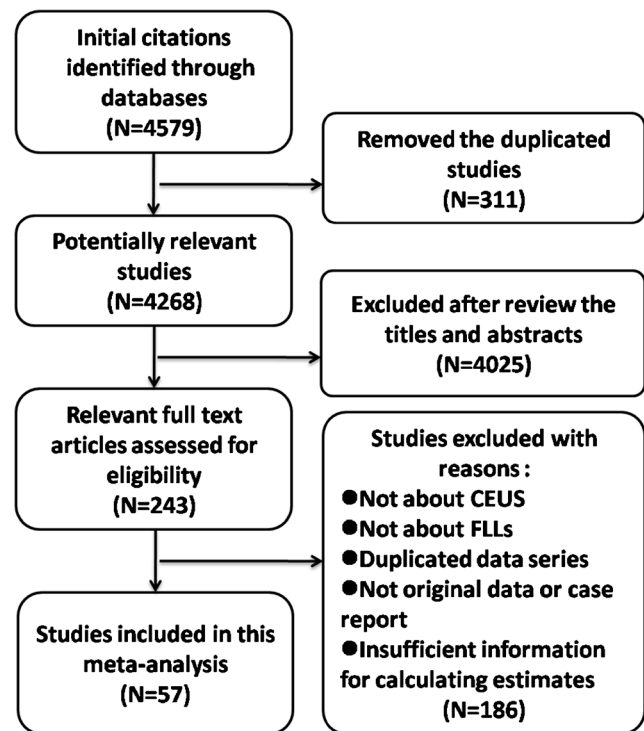 Initial citations
identified through
databases
(N=4579)
Removed the duplicated
studies
(N=311)
Potentially relevant
studies
(N=4268)
Excluded after review the
titles and abstracts
(N=4025)
Relevant full text
articles assessed for
eligibility
(N=243)
Studies excluded with
reasons :
●Not about CEUS
●Not about FLLs
●Duplicated data series
●Not original data or case
report
●Insufficient information
for calculating estimates
(N=186)
Studies included in this
meta-analysis
(N=57)